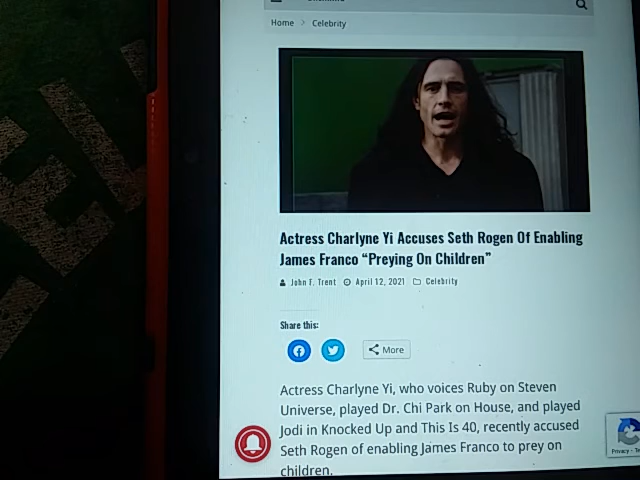 Home > Celebrity
Actress Charlyne Yi Accuses Seth Rogen Of Enabling
James Franco “Preying On Children”
John F. Trent April 12, 2021 Celebrity
Share this:
More
Actress Charlyne Yi, who voices Ruby on Steven
Universe, played Dr. Chi Park on House, and played
Jodi in Knocked Up and This Is 40, recently accused
Seth Rogen of enabling James Franco to prey on
children.
Privacy